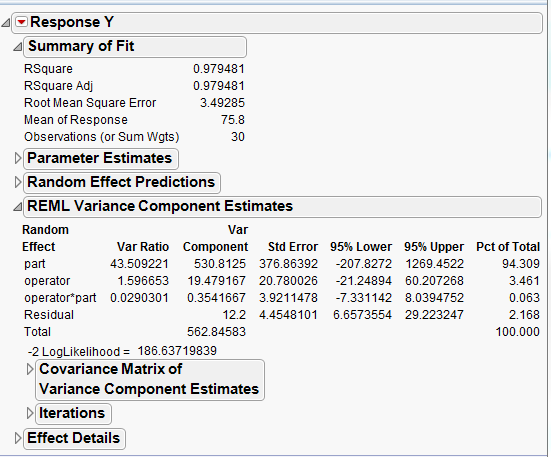 Response Y
Summary of Fit
RSquare 0.979481
RSquare Adj 0.979481
Root Mean Square Error 3.49285
Mean of Response 75.8
Observations (or Sum Wgts) 30
Parameter Estimates
Random Effect Predictions
REML Variance Component Estimates
Random Var
Effect Var Ratio Component Std Error 95% Lower 95% Upper Pct of Total
part 43.509221 530.8125 376.86392 -207.8272 1269.4522 94.309
operator 1.596653 19.479167 20.780026 -21.24894 60.207268 3.461
operator*part 0.0290301 0.3541667 3.9211478 -7.331142 8.0394752 0.063
Residual 12.2 4.4548101 6.6573554 29.223247 2.168
Total 562.84583 100.000
-2 LogLikelihood = 186.63719839
Covariance Matrix of
Variance Component Estimates
Iterations
Effect Details